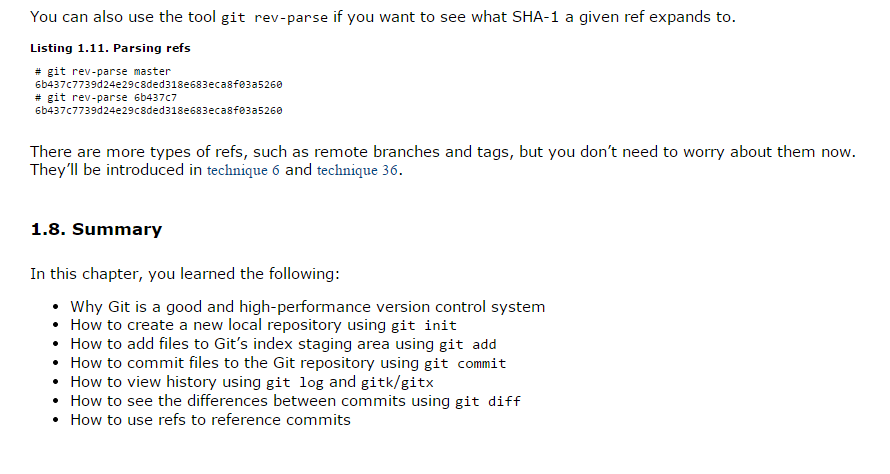 You can also use the tool git rev-parse if you want to see what SHA-1 a given ref expands to.
Listing 1.11. Parsing refs
# git rev-parse master
6b437c7739d24e29c8ded318e683eca8f03a5260
# git rev-parse 6b437c7
6b437c7739d24e29c8ded318e683eca8f03a5260
There are more types of refs, such as remote branches and tags, but you don’t need to worry about them now.
They’ll be introduced in technique 6 and technique 36.
1.8. Summary
In this chapter, you learned the following:
• Why Git is a good and high-performance version control system
• How to create a new local repository using git init
• How to add files to Git’s index staging area using git add
• How to commit files to the Git repository using git commit
• How to view history using git log and gitk/gitx
• How to see the differences between commits using git diff
• How to use refs to reference commits